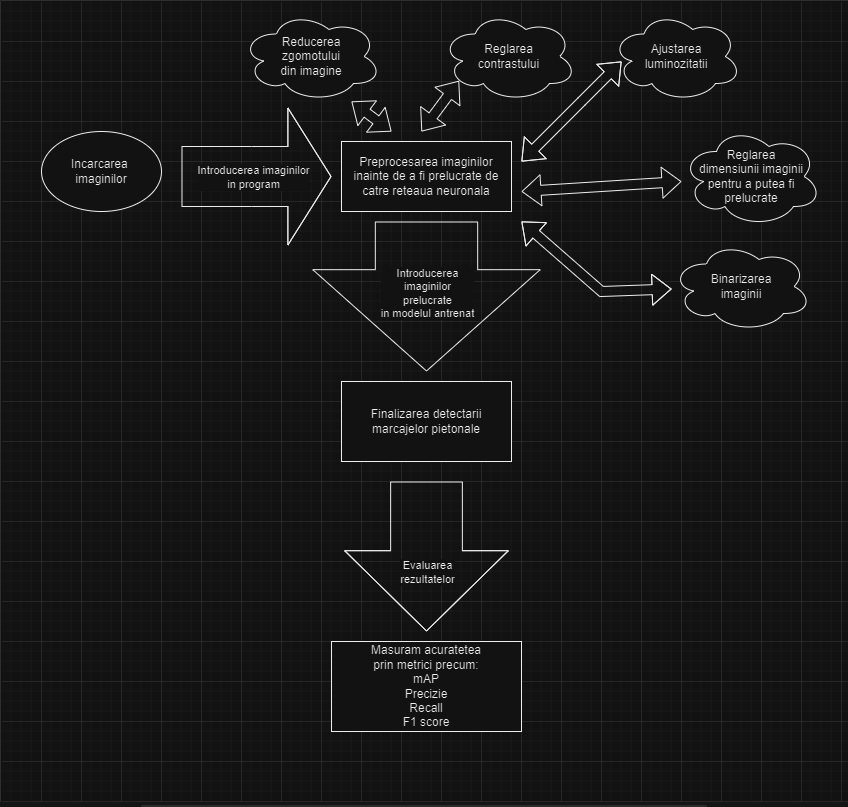 Reducerea
zgomotului
din imagine
Reglarea
contrastului
Ajustarea
luminozitatii
Incarcarea
imaginilor
Introducerea imaginilor
in program
Preprocesarea imaginilor
inainte de a fi prelucrate de
catre reteaua neuronala
Reglarea
dimensiunii imaginii
pentru a putea fi
prelucrate
Binarizarea
imaginii
Introducerea
imaginilor
prelucrate
in modelul antrenat
Finalizarea detectarii
marcajelor pietonale
Evaluarea
rezultatelor
Masuram acuratetea
prin metrici precum:
mAP
Precizie
Recall
F1 score